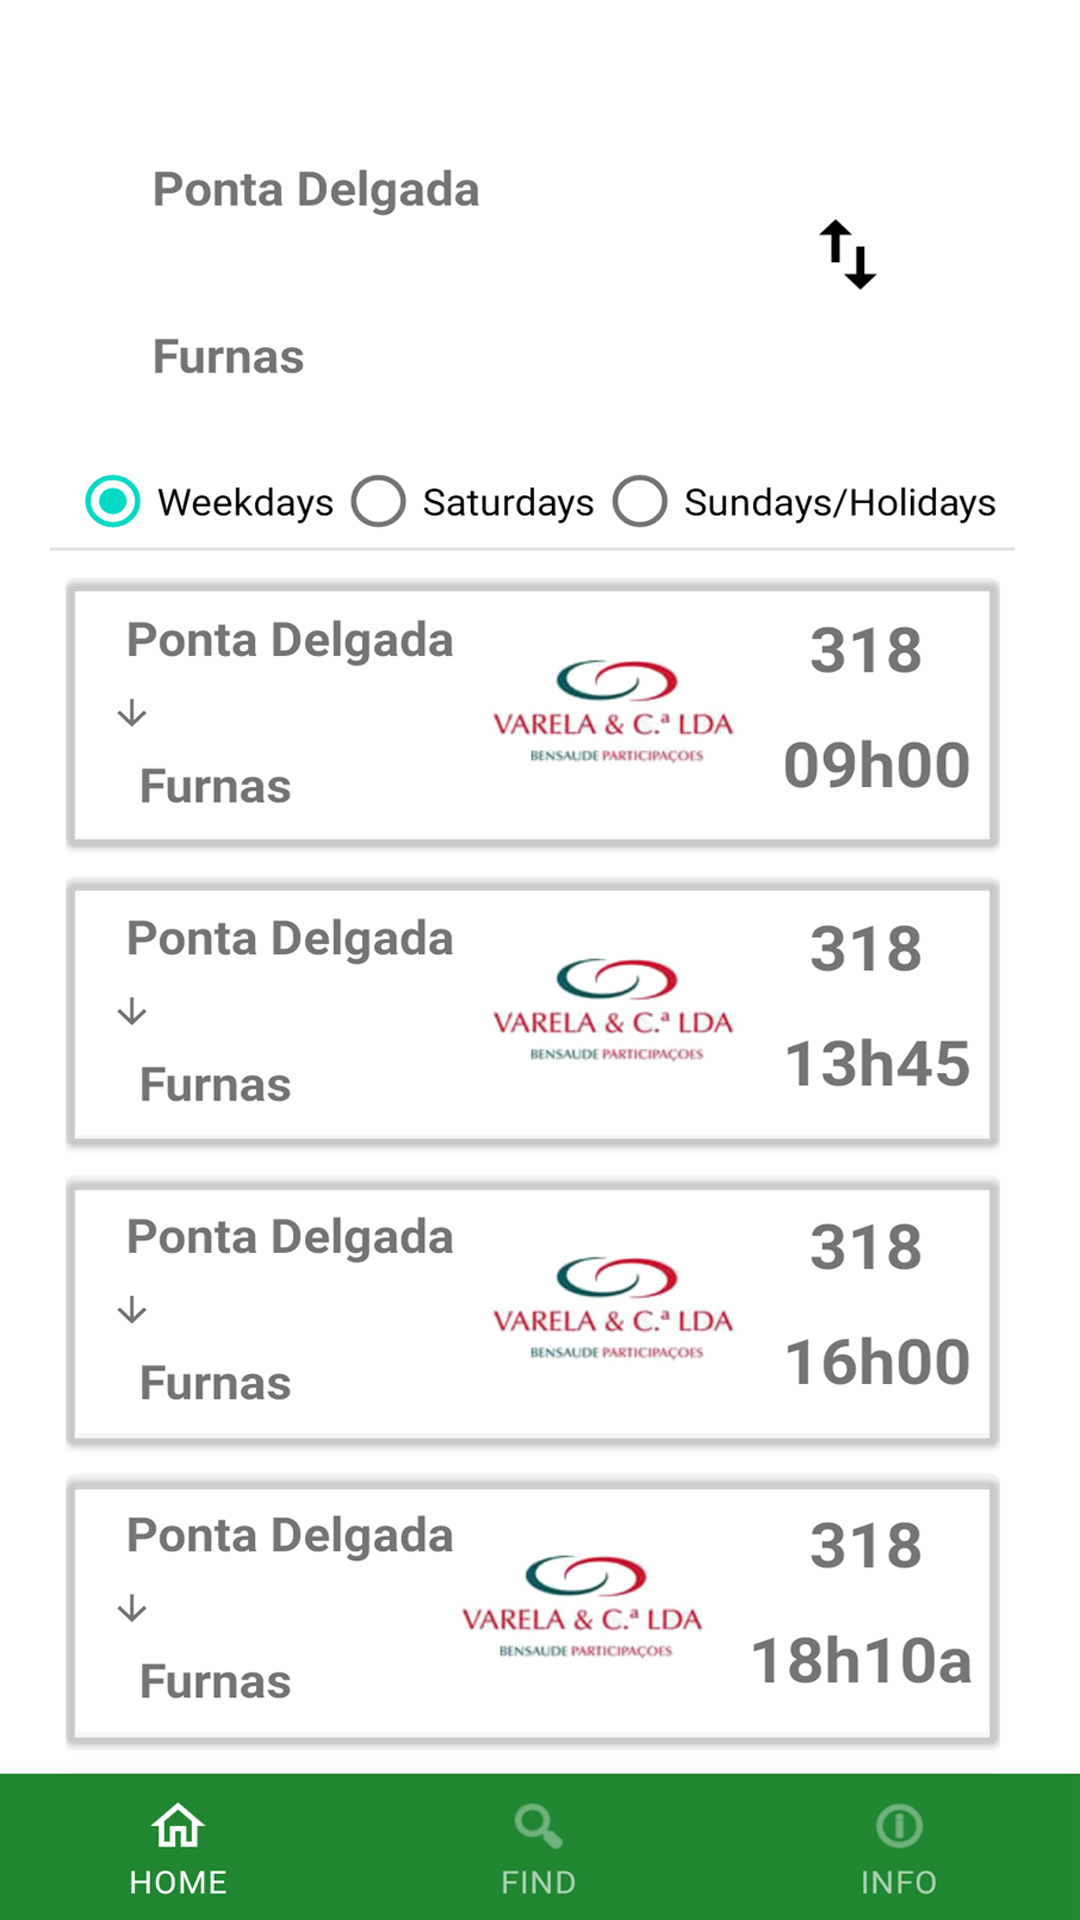 Ponta Delgada
Furnas
Weekdays Saturdays Sundays/Holidays
Ponta Delgada
318
VARELA & C.ª LDA
BENSAUDE PARTICIPAÇOES
09h00
Furnas
Ponta Delgada
318
VARELA & C.ª LDA
BENSAUDE PARTICIPAÇOES
13h45
Furnas
Ponta Delgada
318
VARELA & C.ª LDA
BENSAUDE PARTICIPAÇOES
16h00
Furnas
Ponta Delgada
318
VARELA & C.ª LDA
BENSAUDE PARTICIPAÇOES
18h10a
Furnas
HOME FIND INFO